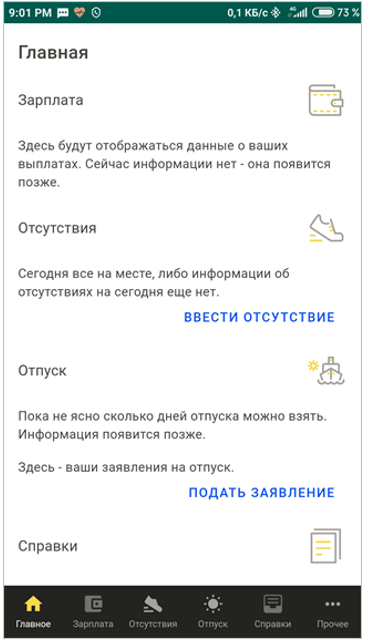 9:01 PM 0,1 КБ/с 4G 73 %
Главная
Зарплата
Здесь будут отображаться данные о ваших
выплатах. Сейчас информации нет - она появится
позже.
Отсутствия
Сегодня все на месте, либо информации об
отсутствиях на сегодня еще нет.
ВВЕСТИ ОТСУТСТВИЕ
Отпуск
Пока не ясно сколько дней отпуска можно взять.
Информация появится позже.
Здесь - ваши заявления на отпуск.
ПОДАТЬ ЗАЯВЛЕНИЕ
Справки
Главное Зарплата Отсутствия Отпуск Справки Прочее